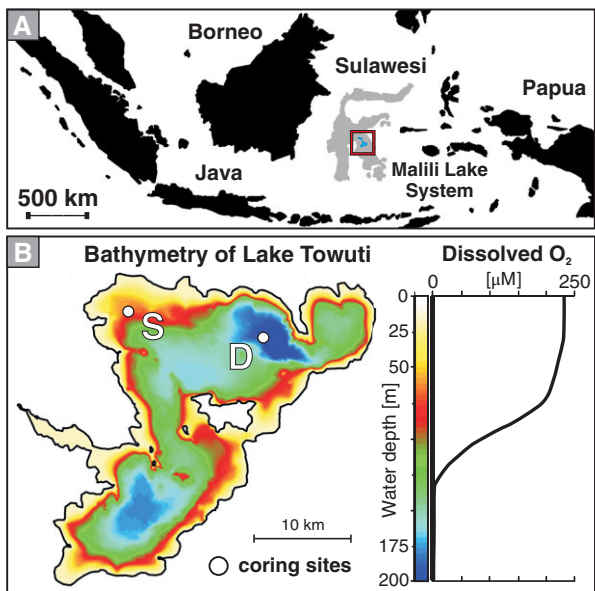 A
Borneo
Sulawesi
Papua
Java
Malili Lake
System
500 km
B
Bathymetry of Lake Towuti
Dissolved O₂
[µM]
0 250
0
50
Water depth [m]
175
200
S
D
10 km
coring sites